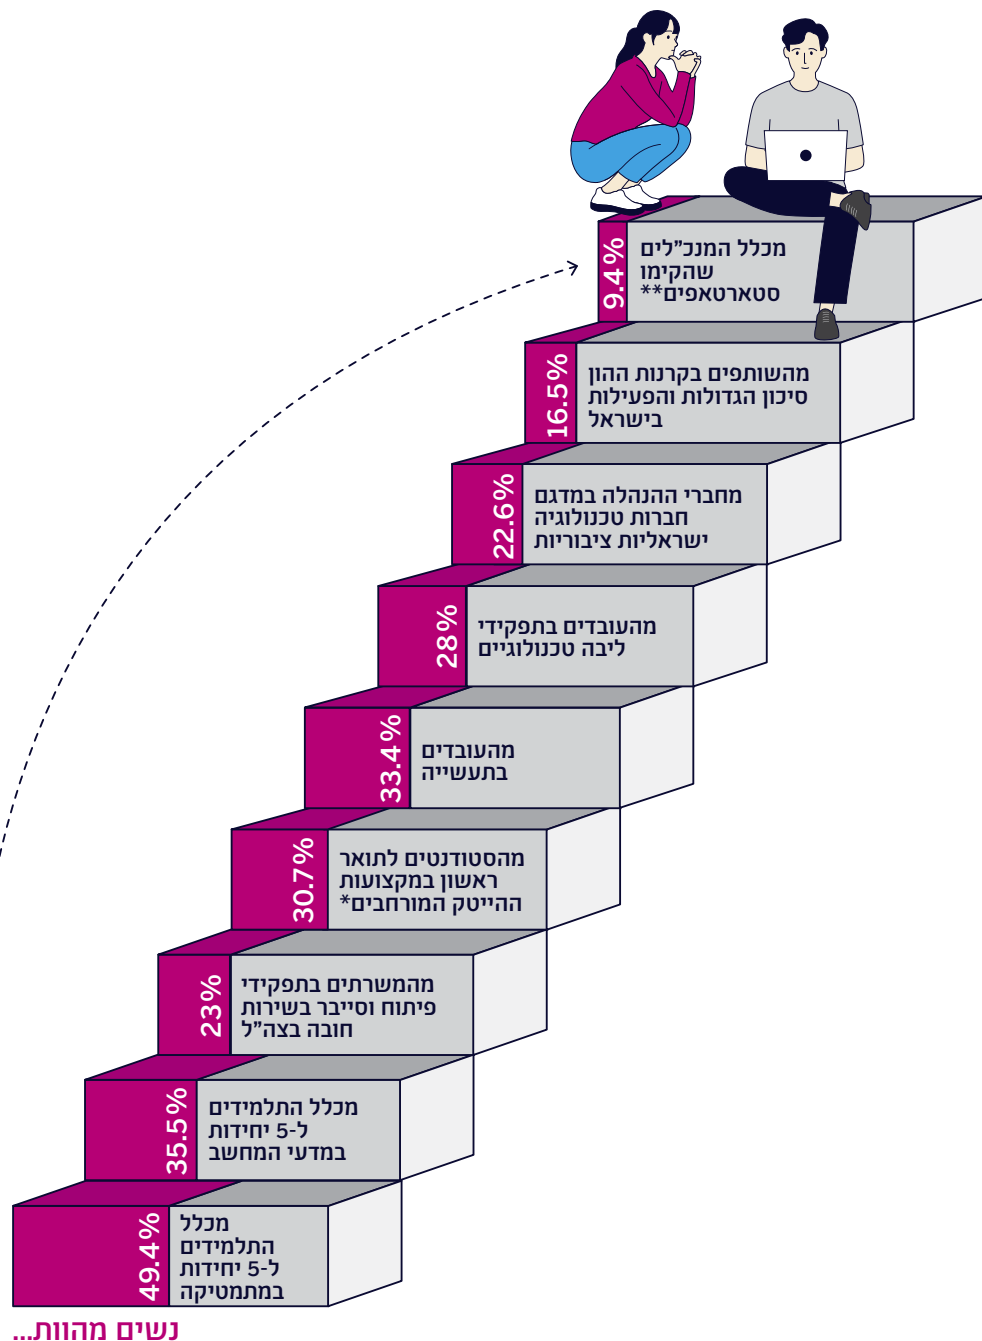 9.4%
מכלל המנכ"לים
שהקימו
סטארטאפים**
16.5%
מהשותפים בקרנות ההון
סיכון הגדולות והפעילות
בישראל
22.6%
מחברי ההנהלה במדגם
חברות טכנולוגיה
ישראליות ציבוריות
28%
מהעובדים בתפקידי
ליבה טכנולוגיים
33.4%
מהעובדים
בתעשייה
30.7%
מהסטודנטים לתואר
ראשון במקצועות
ההייטק המורחבים*
23%
מהמשרתים בתפקידי
פיתוח וסייבר בשירות
חובה בצה"ל
35.5%
מכלל התלמידים
ל-5 יחידות
במדעי המחשב
49.4%
מכלל
התלמידים
ל-5 יחידות
במתמטיקה
נשים מהוות...